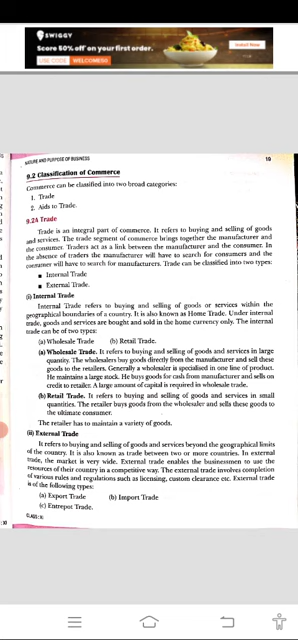 SWIGGY
Score 60% off on your first order.
USE CODE WELCOME60
Install Now
NATURE AND PURPOSE OF BUSINESS 19
9.2 Classification of Commerce
Commerce can be classified into two broad categories:
1. Trade
2. Aids to Trade.
9.2A Trade
Trade is an integral part of commerce. It refers to buying and selling of goods
and services. The trade segment of commerce brings together the manufacturer and
the consumer. Traders act as a link between the manufacturer and the consumer. In
the absence of traders the manufacturer will have to search for consumers and the
consumer will have to search for manufacturers. Trade can be classified into two types:
■ Internal Trade
■ External Trade.
(i) Internal Trade
Internal Trade refers to buying and selling of goods or services within the
geographical boundaries of a country. It is also known as Home Trade. Under internal
trade, goods and services are bought and sold in the home currency only. The internal
trade can be of two types:
(a) Wholesale Trade (b) Retail Trade.
(a) Wholesale Trade. It refers to buying and selling of goods and services in large
quantity. The wholesalers buy goods directly from the manufacturer and sell these
goods to the retailers. Generally a wholesaler is specialised in one line of product.
He maintains a large stock. He buys goods for cash from manufacturer and sells on
credit to retailer. A large amount of capital is required in wholesale trade.
(b) Retail Trade. It refers to buying and selling of goods and services in small
quantities. The retailer buys goods from the wholesaler and sells these goods to
the ultimate consumer.
The retailer has to maintain a variety of goods.
(ii) External Trade
It refers to buying and selling of goods and services beyond the geographical limits
of the country. It is also known as trade between two or more countries. In external
trade, the market is very wide. External trade enables the businessmen to use the
resources of their country in a competitive way. The external trade involves completion
of various rules and regulations such as licensing, custom clearance etc. External trade
is of the following types:
(a) Export Trade (b) Import Trade
(c) Entrepot Trade.
CLASS : XI